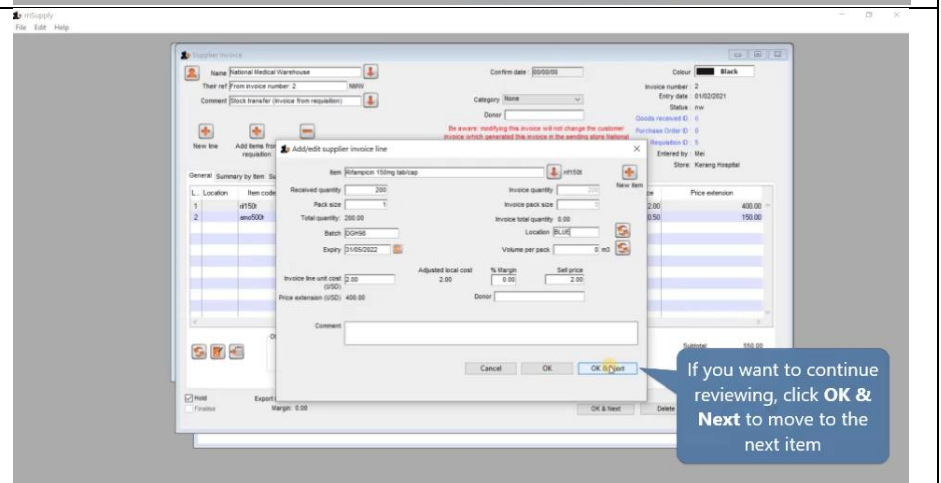 mSupply
File Edit Help
Supplier invoice
Name National Medical Warehouse
Confirm date : 00/00/00
Colour Black
Their ref From invoice number: 2 NMW
Invoice number : 2
Comment Stock transfer (invoice from requisition)
Category None
Entry date : 01/02/2021
Status : nw
Donor
Goods received ID : 0
Be aware: modifying this invoice will not change the customer
invoice which generated this invoice in the sending store National
Purchase Order ID : 0
Requisition ID : 5
Entered by : Mei
Store: Kerang Hospital
New line
Add items from
requisition
General Summary by Item
L.. Location Item code
Price extension
1 rif150t 2.00 400.00
2 amo500t 0.50 150.00
Add/edit supplier invoice line
Item Rifampicin 150mg tab/cap rif150t
New item
Received quantity 200
Invoice quantity 200
Pack size 1
Invoice pack size
Total quantity: 200.00
Invoice total quantity 0.00
Batch DGH98
Location BLUE
Expiry 31/05/2022
Volume per pack 0 m3
Invoice line unit cost 2.00
(USD)
Adjusted local cost
2.00
% Margin
0.00
Sell price
2.00
Price extension (USD) 400.00
Donor
Comment
Cancel OK OK & Next
Subtotal: 550.00
Hold
Finalise
Export
Margin: 0.00
OK & Next Delete
If you want to continue
reviewing, click OK &
Next to move to the
next item